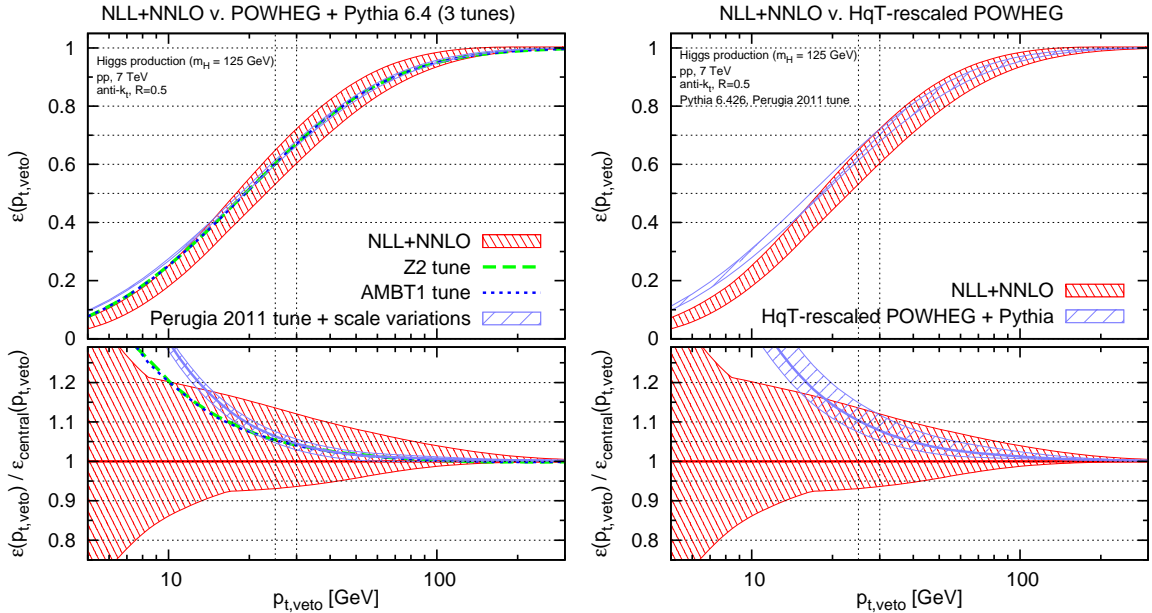 NLL+NNLO v. POWHEG + Pythia 6.4 (3 tunes)
Higgs production (m_H = 125 GeV)
pp, 7 TeV
anti-k_t, R=0.5
ε(p_t,veto)
1
0.8
0.6
0.4
0.2
0
NLL+NNLO
Z2 tune
AMBT1 tune
Perugia 2011 tune + scale variations
ε(p_t,veto) / ε_central(p_t,veto)
1.2
1.1
1
0.9
0.8
10
100
p_t,veto [GeV]
NLL+NNLO v. HqT-rescaled POWHEG
Higgs production (m_H = 125 GeV)
pp, 7 TeV
anti-k_t, R=0.5
Pythia 6.426, Perugia 2011 tune
ε(p_t,veto)
1
0.8
0.6
0.4
0.2
0
NLL+NNLO
HqT-rescaled POWHEG + Pythia
ε(p_t,veto) / ε_central(p_t,veto)
1.2
1.1
1
0.9
0.8
10
100
p_t,veto [GeV]